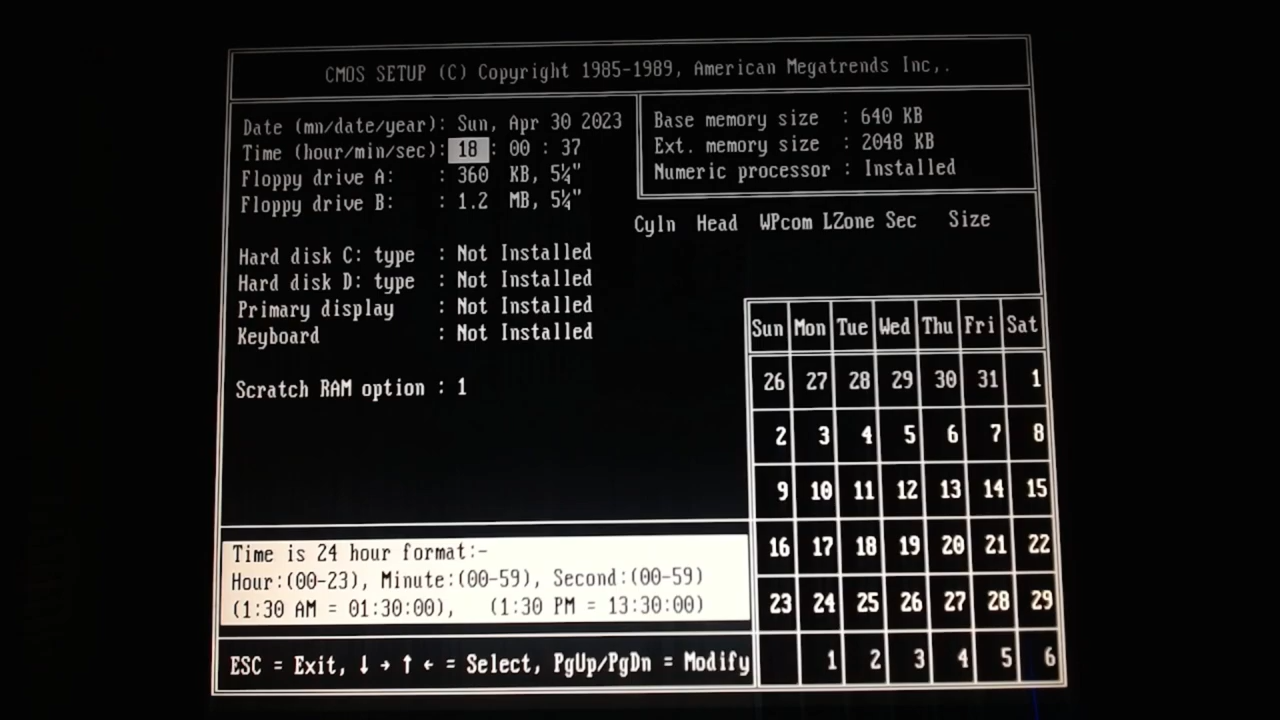 CMOS SETUP (C) Copyright 1985-1989, American Megatrends Inc,.
Date (mn/date/year): Sun, Apr 30 2023
Time (hour/min/sec): 18 : 00 : 37
Floppy drive A: : 360 KB, 5¼"
Floppy drive B: : 1.2 MB, 5¼"
Base memory size : 640 KB
Ext. memory size : 2048 KB
Numeric processor : Installed
Cyln Head WPcom LZone Sec Size
Hard disk C: type : Not Installed
Hard disk D: type : Not Installed
Primary display : Not Installed
Keyboard : Not Installed
Scratch RAM option : 1
Sun Mon Tue Wed Thu Fri Sat
26 27 28 29 30 31 1
2 3 4 5 6 7 8
9 10 11 12 13 14 15
16 17 18 19 20 21 22
23 24 25 26 27 28 29
1 2 3 4 5 6
Time is 24 hour format:-
Hour:(00-23), Minute:(00-59), Second:(00-59)
(1:30 AM = 01:30:00), (1:30 PM = 13:30:00)
ESC = Exit, ↓ → ↑ ← = Select, PgUp/PgDn = Modify